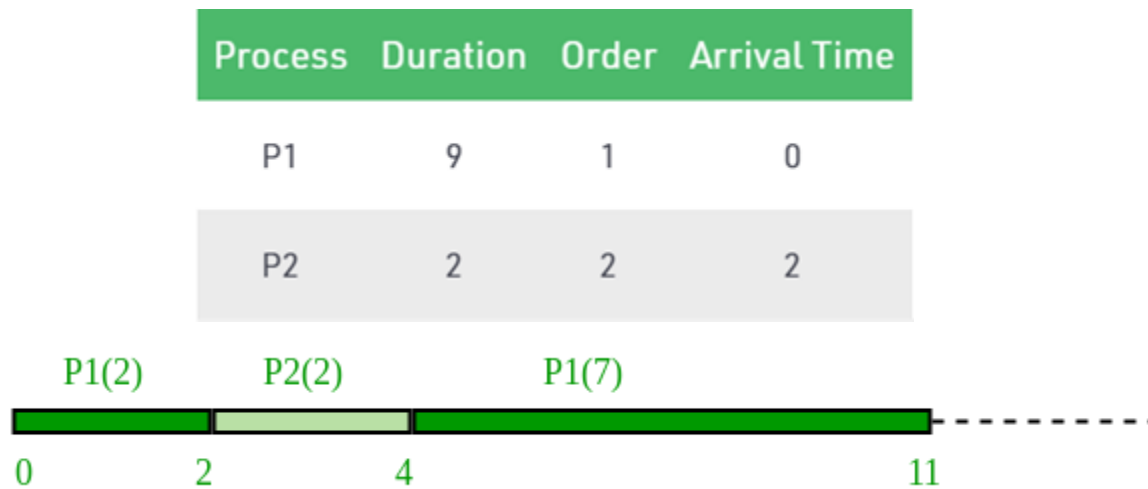 Process Duration Order Arrival Time
P1 9 1 0
P2 2 2 2
P1(2) P2(2) P1(7)
0 2 4 11